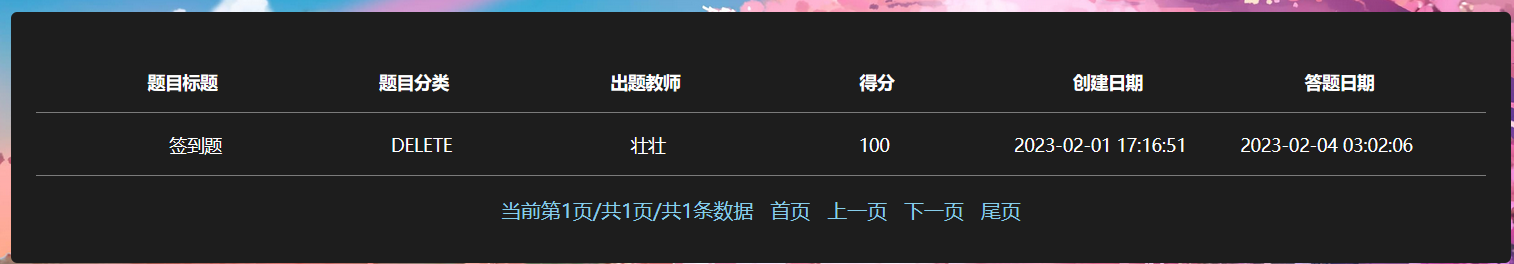 题目标题 题目分类 出题教师 得分 创建日期 答题日期
签到题 DELETE 壮壮 100 2023-02-01 17:16:51 2023-02-04 03:02:06
当前第1页/共1页/共1条数据 首页 上一页 下一页 尾页